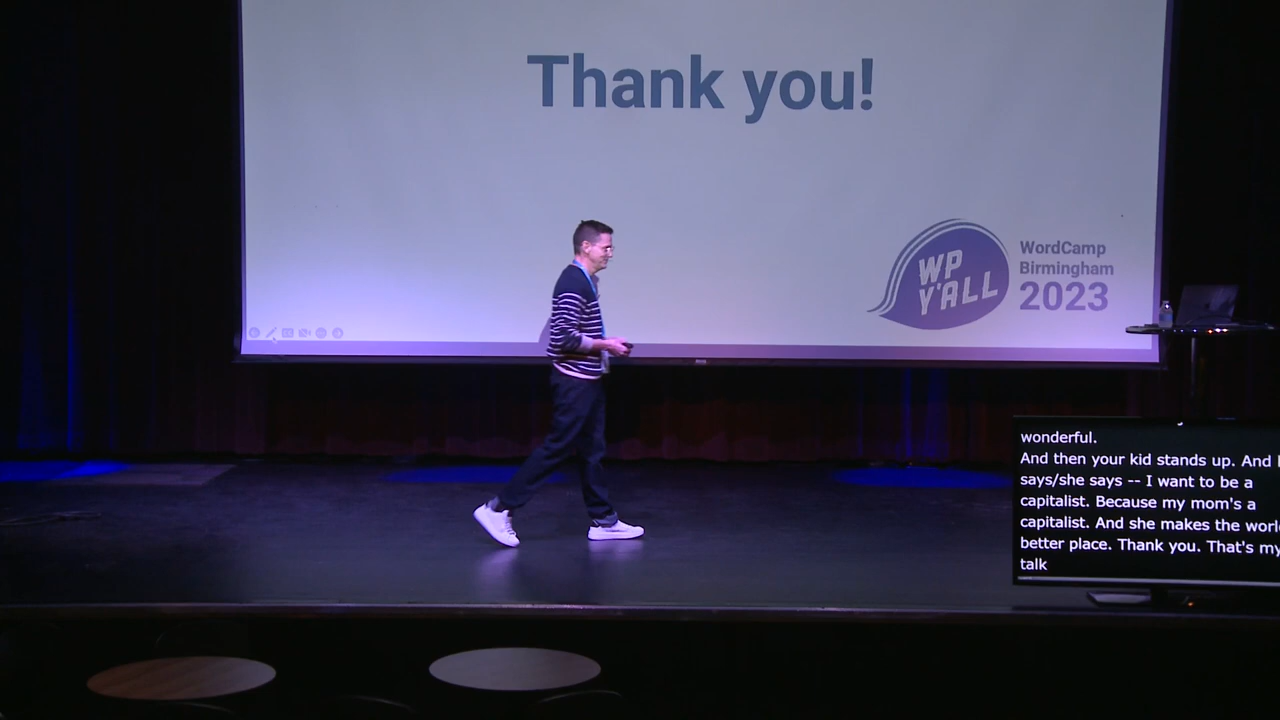 Thank you!
WP
Y'ALL
WordCamp
Birmingham
2023
wonderful.
And then your kid stands up. And
says/she says -- I want to be a
capitalist. Because my mom's a
capitalist. And she makes the worl
better place. Thank you. That's my
talk